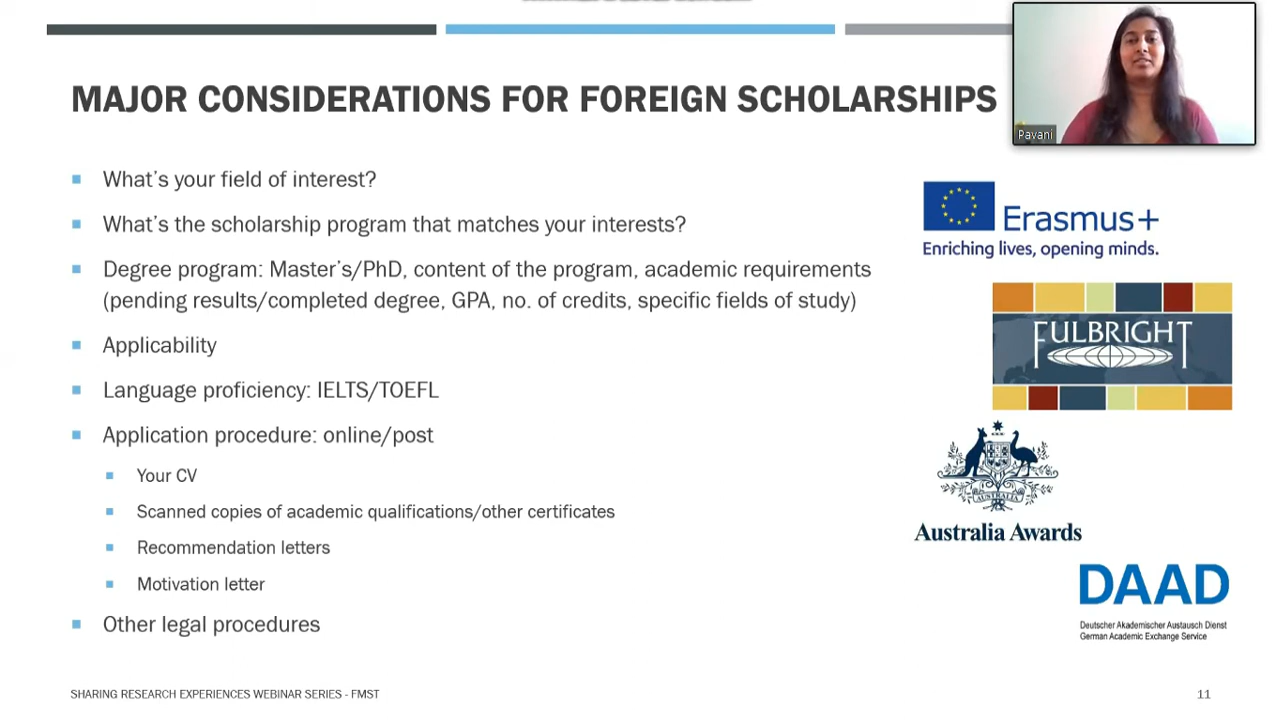 MAJOR CONSIDERATIONS FOR FOREIGN SCHOLARSHIPS
Pavani
What's your field of interest?
What's the scholarship program that matches your interests?
Degree program: Master's/PhD, content of the program, academic requirements
(pending results/completed degree, GPA, no. of credits, specific fields of study)
Applicability
Language proficiency: IELTS/TOEFL
Application procedure: online/post
Your CV
Scanned copies of academic qualifications/other certificates
Recommendation letters
Motivation letter
Other legal procedures
Erasmus+
Enriching lives, opening minds.
FULBRIGHT
AUSTRALIA
Australia Awards
DAAD
Deutscher Akademischer Austausch Dienst
German Academic Exchange Service
SHARING RESEARCH EXPERIENCES WEBINAR SERIES - FMST
11